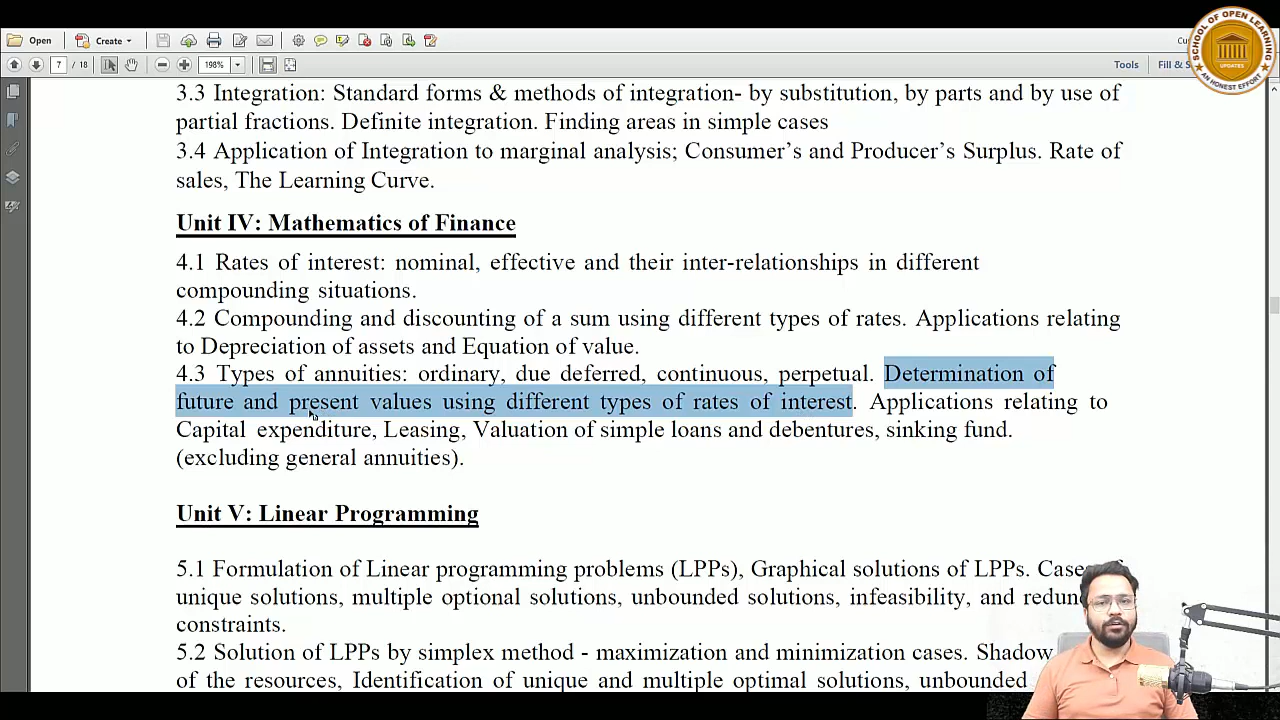 Open
Create
7 / 18
198%
Tools
Fill & S
SCHOOL OF OPEN LEARNING
UPDATES
AN HONEST EFFORT
3.3 Integration: Standard forms & methods of integration- by substitution, by parts and by use of
partial fractions. Definite integration. Finding areas in simple cases
3.4 Application of Integration to marginal analysis; Consumer’s and Producer’s Surplus. Rate of
sales, The Learning Curve.
Unit IV: Mathematics of Finance
4.1 Rates of interest: nominal, effective and their inter-relationships in different
compounding situations.
4.2 Compounding and discounting of a sum using different types of rates. Applications relating
to Depreciation of assets and Equation of value.
4.3 Types of annuities: ordinary, due deferred, continuous, perpetual. Determination of
future and present values using different types of rates of interest. Applications relating to
Capital expenditure, Leasing, Valuation of simple loans and debentures, sinking fund.
(excluding general annuities).
Unit V: Linear Programming
5.1 Formulation of Linear programming problems (LPPs), Graphical solutions of LPPs. Cases
unique solutions, multiple optional solutions, unbounded solutions, infeasibility, and
constraints.
5.2 Solution of LPPs by simplex method - maximization and minimization cases. Shadow
of the resources, Identification of unique and multiple optimal solutions, unbounded